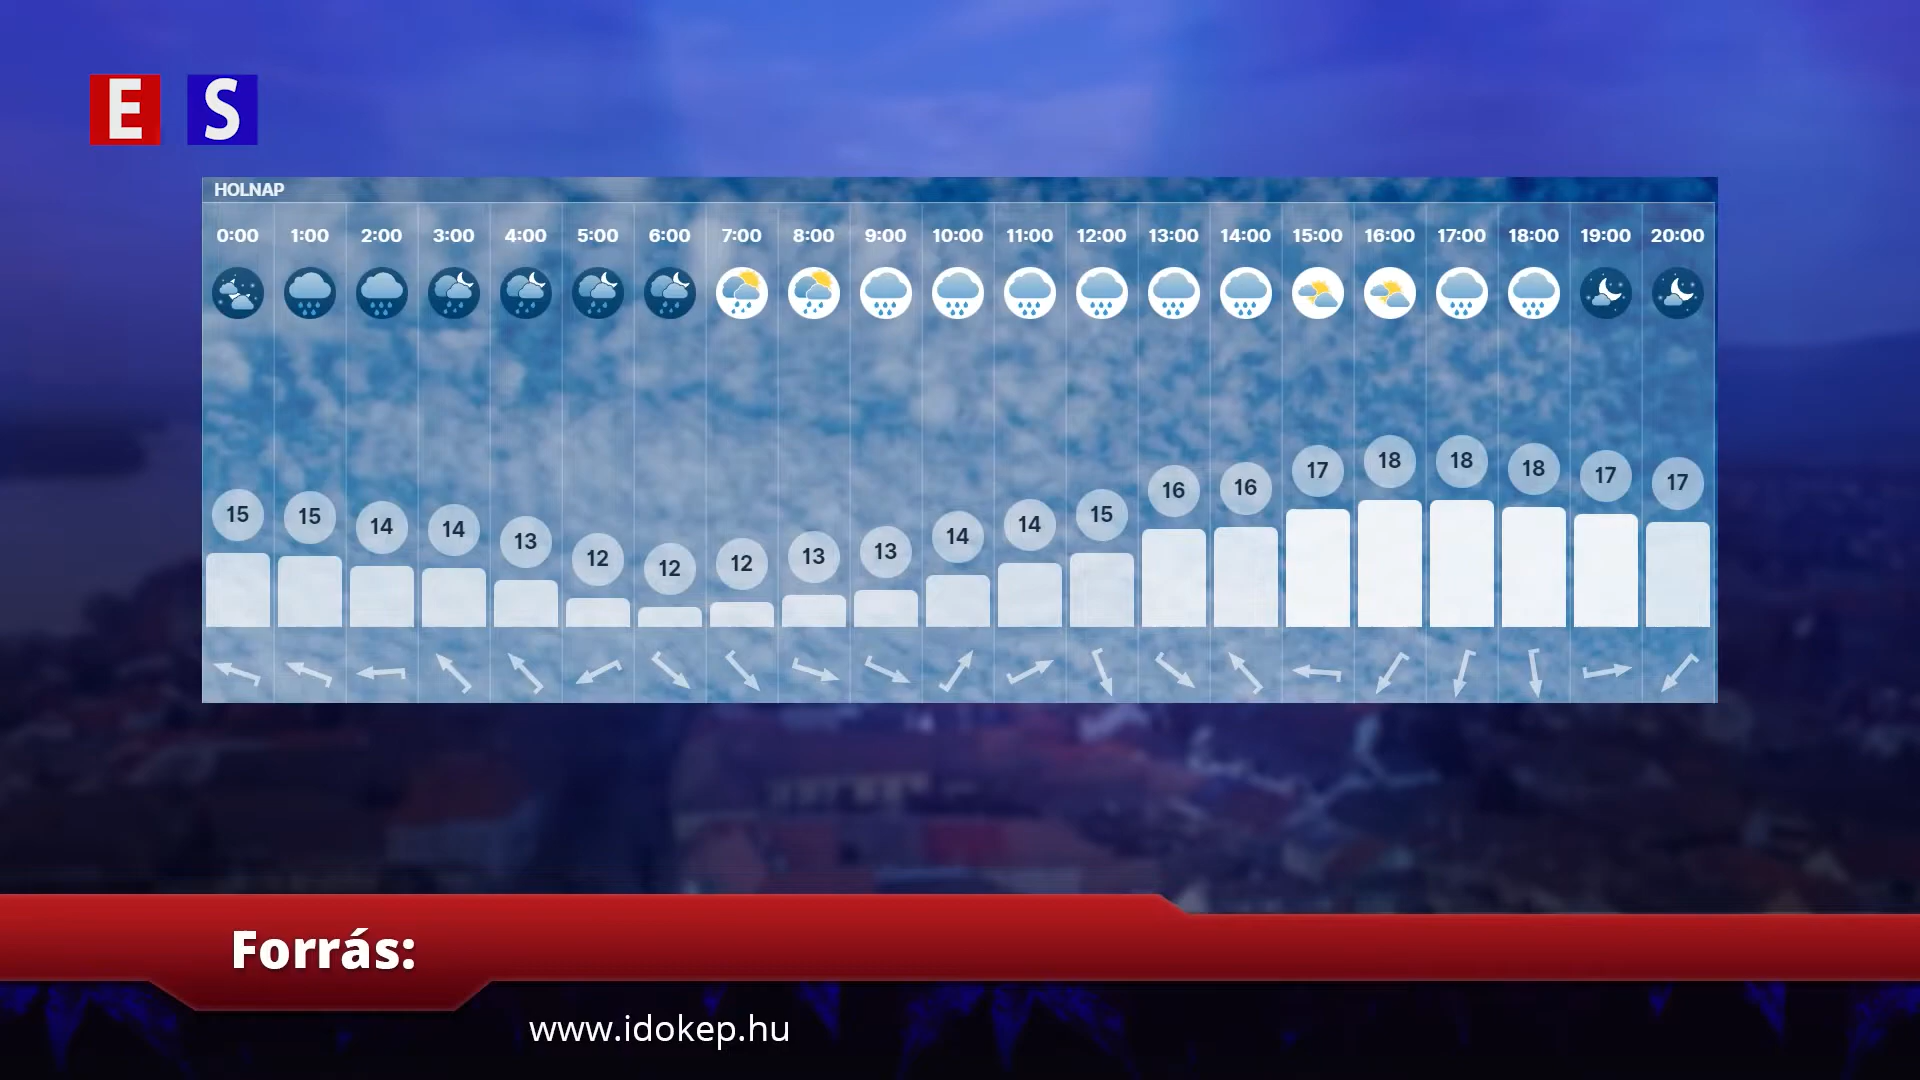 E S
HOLNAP
0:00 1:00 2:00 3:00 4:00 5:00 6:00 7:00 8:00 9:00 10:00 11:00 12:00 13:00 14:00 15:00 16:00 17:00 18:00 19:00 20:00
15 15 14 14 13 12 12 12 13 13 14 14 15 16 16 17 18 18 18 17 17
Forrás:
www.idokep.hu